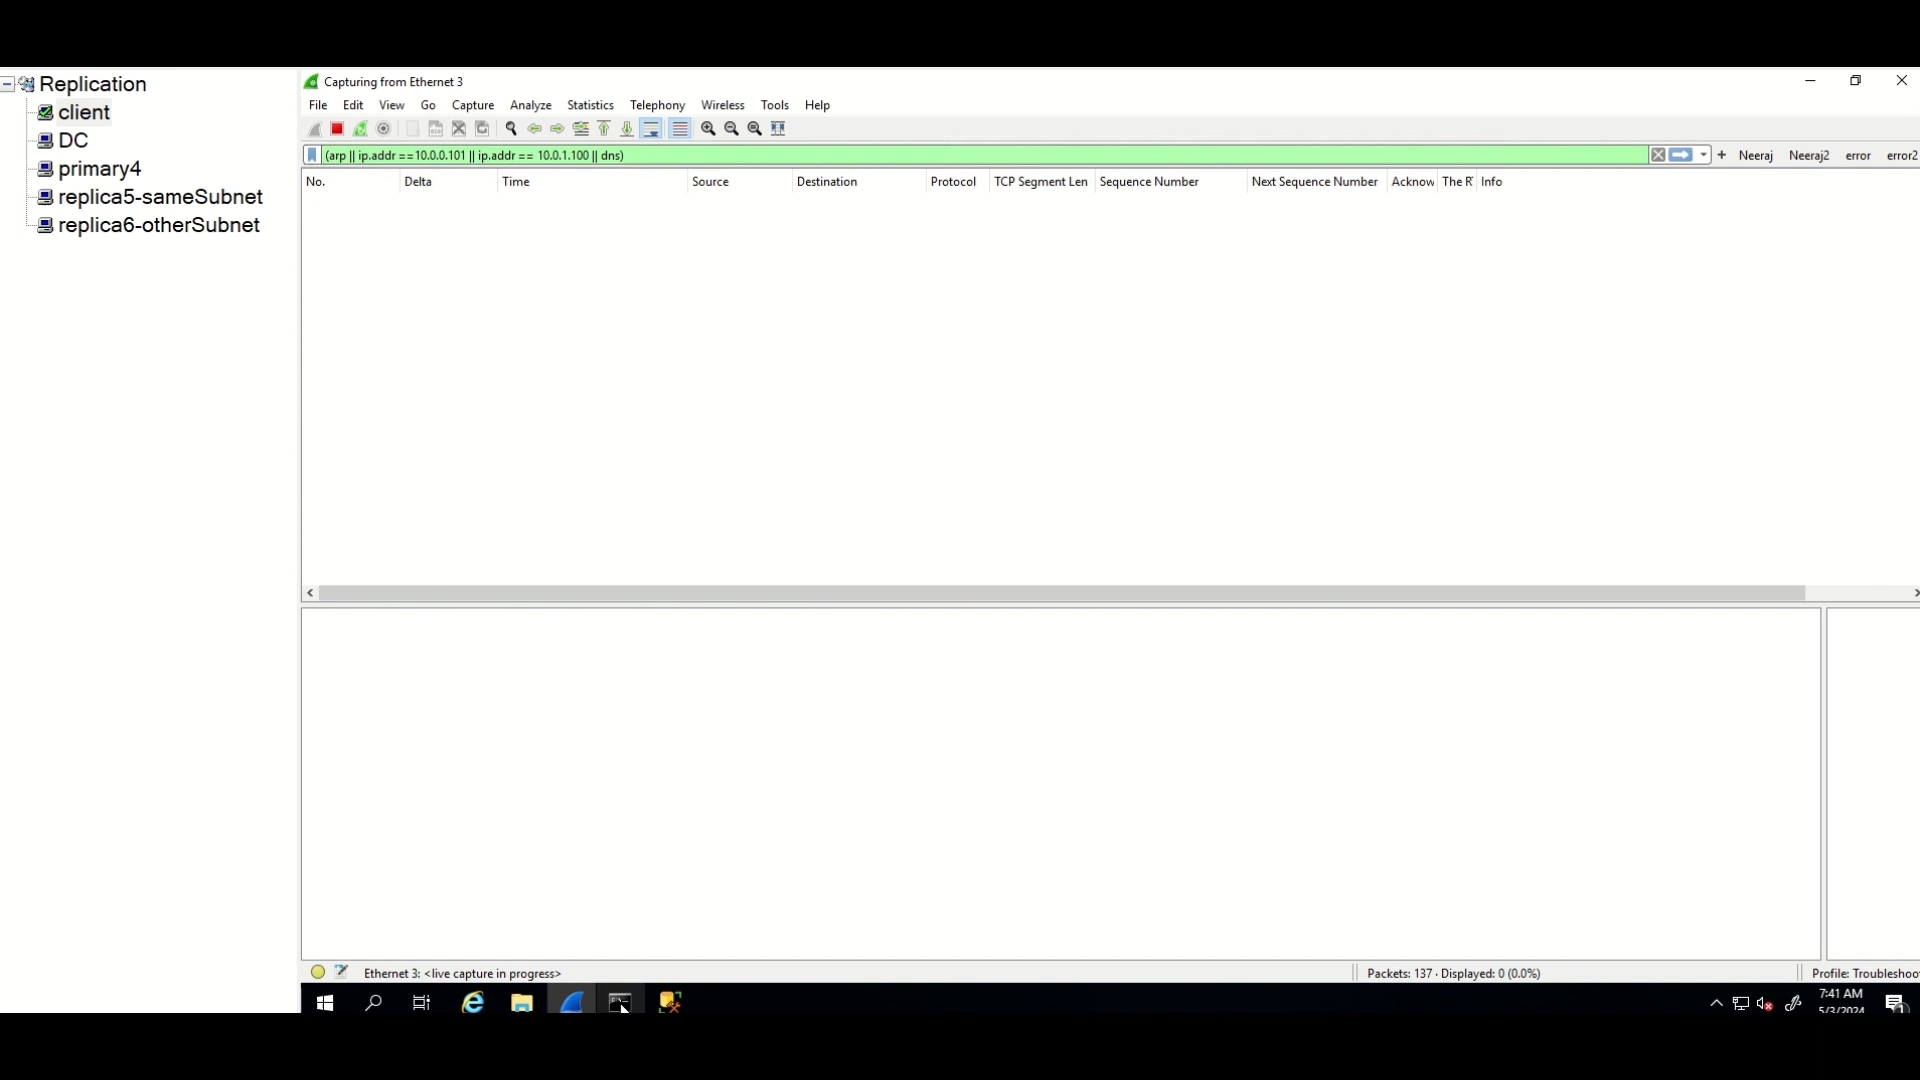 Replication
client
DC
primary4
replica5-sameSubnet
replica6-otherSubnet
Capturing from Ethernet 3
File Edit View Go Capture Analyze Statistics Telephony Wireless Tools Help
(arp || ip.addr ==10.0.0.101 || ip.addr == 10.0.1.100 || dns)
+ Neeraj Neeraj2 error error2
No. Delta Time Source Destination Protocol TCP Segment Len Sequence Number Next Sequence Number Acknow The R Info
Ethernet 3: <live capture in progress>
Packets: 137 · Displayed: 0 (0.0%)
Profile: Troubleshoo
7:41 AM
5/3/2024